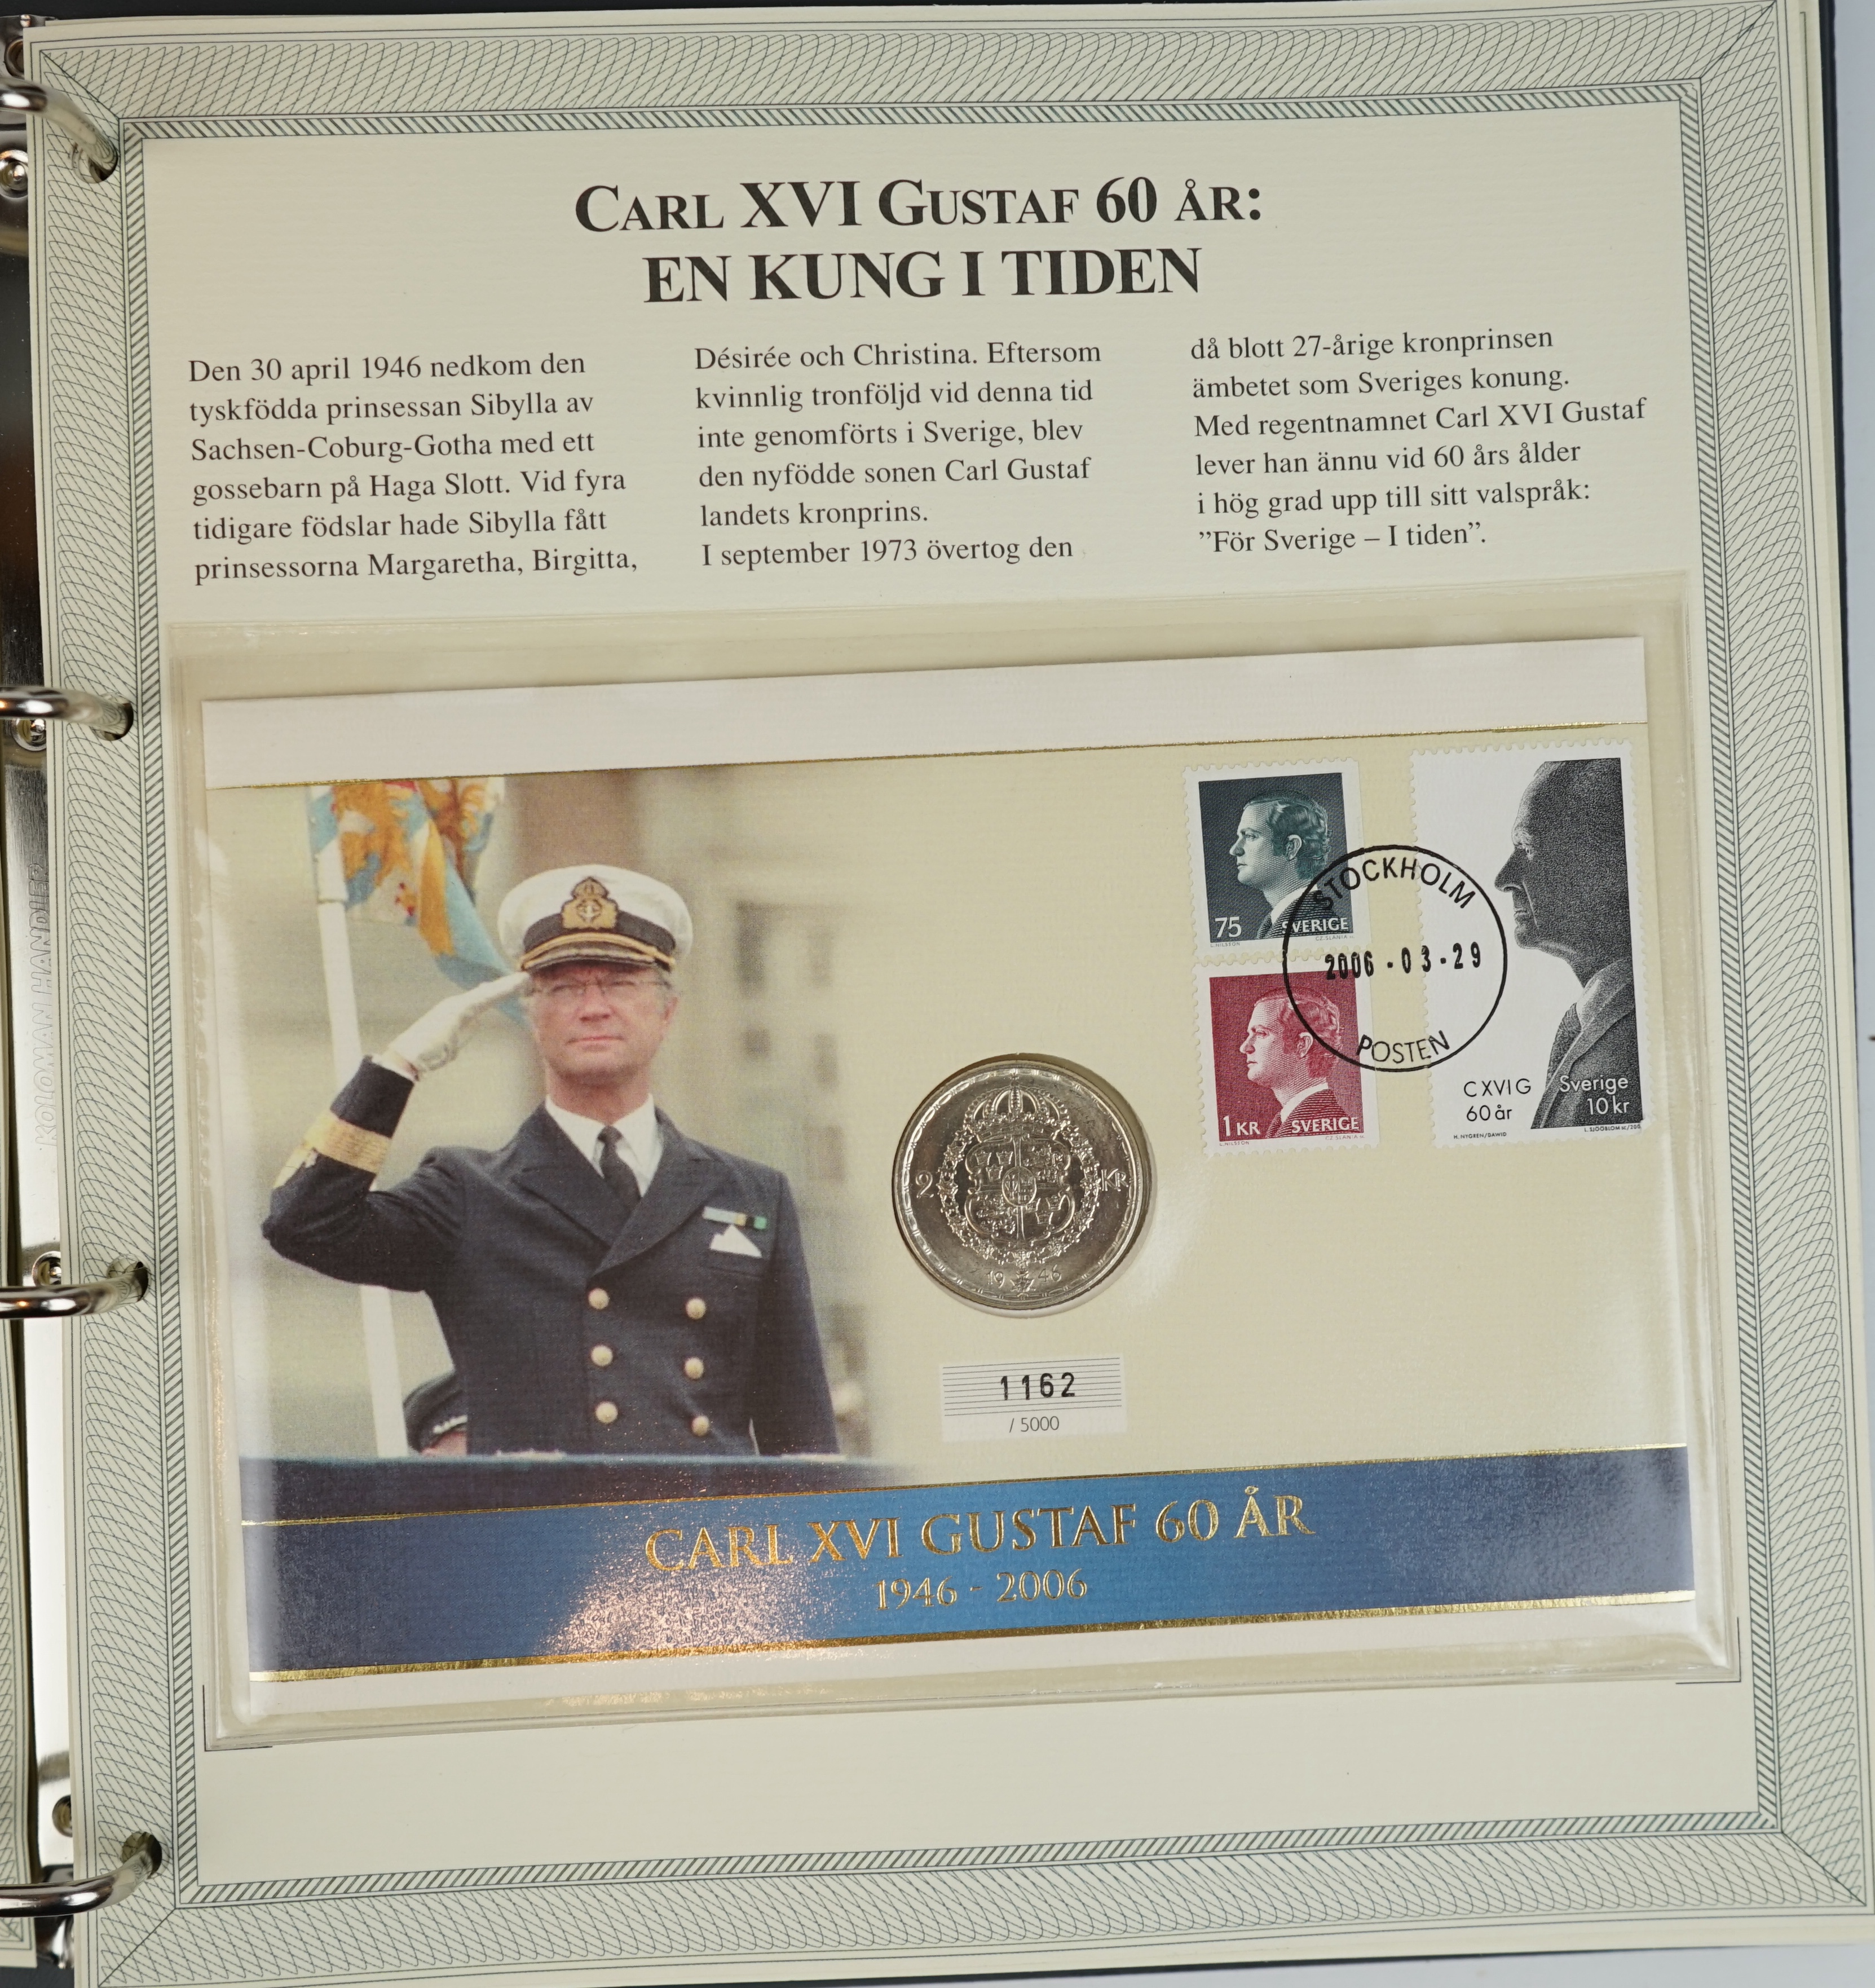 CARL XVI GUSTAF 60 ÅR:
EN KUNG I TIDEN
Den 30 april 1946 nedkom den
tyskfödda prinsessan Sibylla av
Sachsen-Coburg-Gotha med ett
gossebarn på Haga Slott. Vid fyra
tidigare födslar hade Sibylla fått
prinsessorna Margaretha, Birgitta,
Désirée och Christina. Eftersom
kvinnlig tronföljd vid denna tid
inte genomförts i Sverige, blev
den nyfödde sonen Carl Gustaf
landets kronprins.
I september 1973 övertog den
då blott 27-årige kronprinsen
ämbetet som Sveriges konung.
Med regentnamnet Carl XVI Gustaf
lever han ännu vid 60 års ålder
i hög grad upp till sitt valspråk:
”För Sverige – I tiden”.
75 SVERIGE
1 KR SVERIGE
STOCKHOLM
2006-03-29
POSTEN
CXVIG
60 år
Sverige
10 kr
2 KR
1946
1162
/ 5000
CARL XVI GUSTAF 60 ÅR
1946 - 2006
KOLOMAN HANDLER